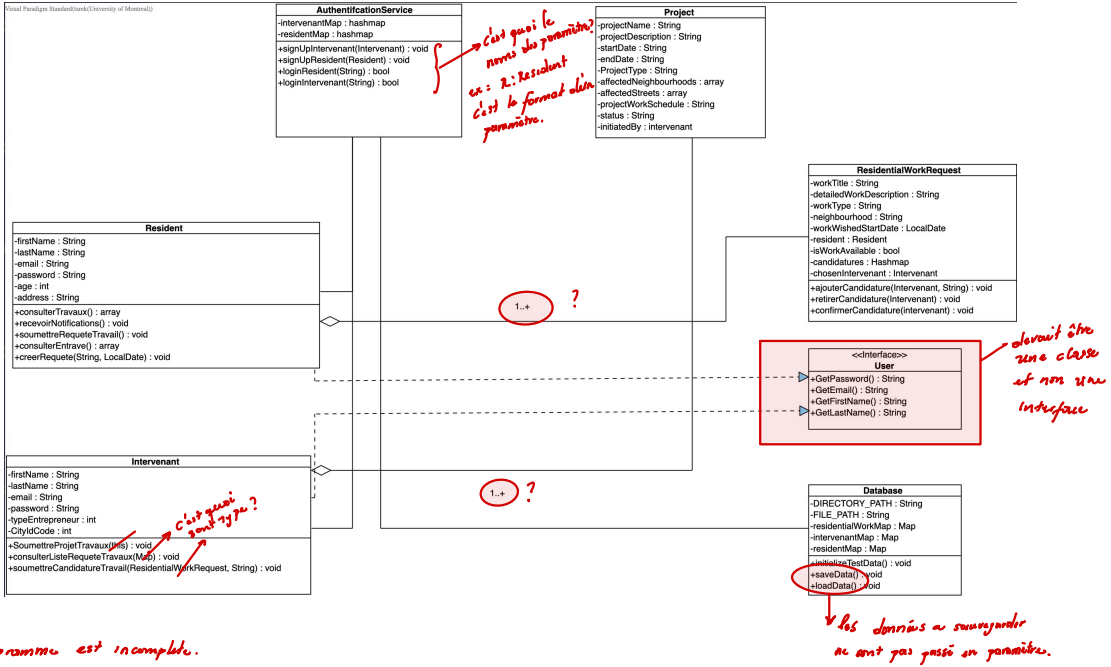 Visual Paradigm Standard(tarek(University of Montreal))
AuthentifcationService
-intervenantMap : hashmap
-residentMap : hashmap
+signUpIntervenant(Intervenant) : void
+signUpResident(Resident) : void
+loginResident(String) : bool
+loginIntervenant(String) : bool
c'est quoi le
noms des paramètre?
ex: R: Resident
c'est le format d'un
paramètre.
Project
-projectName : String
-projectDescription : String
-startDate : String
-endDate : String
-ProjectType : String
-affectedNeighbourhoods : array
-affectedStreets : array
-projectWorkSchedule : String
-status : String
-initiatedBy : intervenant
ResidentialWorkRequest
-workTitle : String
-detailedWorkDescription : String
-workType : String
-neighbourhood : String
-workWishedStartDate : LocalDate
-resident : Resident
-isWorkAvailable : bool
-candidatures : Hashmap
-chosenIntervenant : Intervenant
+ajouterCandidature(Intervenant, String) : void
+retirerCandidature(Intervenant) : void
+confirmerCandidature(intervenant) : void
Resident
-firstName : String
-lastName : String
-email : String
-password : String
-age : int
-address : String
+consulterTravaux() : array
+recevoirNotifications() : void
+soumettreRequeteTravail() : void
+consulterEntrave() : array
+creerRequete(String, LocalDate) : void
1..+ ?
<<Interface>>
User
+GetPassword() : String
+GetEmail() : String
+GetFirstName() : String
+GetLastName() : String
devait être
une classe
et non une
interface
Intervenant
-firstName : String
-lastName : String
-email : String
-password : String
-typeEntrepreneur : int
-CityIdCode : int
+SoumettreProjetTravaux(this) : void
+consulterListeRequeteTravaux(Map) : void
+soumettreCandidatureTravail(ResidentialWorkRequest, String) : void
c'est quoi
sont type ?
1..+ ?
Database
-DIRECTORY_PATH : String
-FILE_PATH : String
-residentialWorkMap : Map
-intervenantMap : Map
-residentMap : Map
+initializeTestData() : void
+saveData() : void
+loadData() : void
les données a sauvegarder
ne sont pas passé en paramètre.
ramme est incomplete.